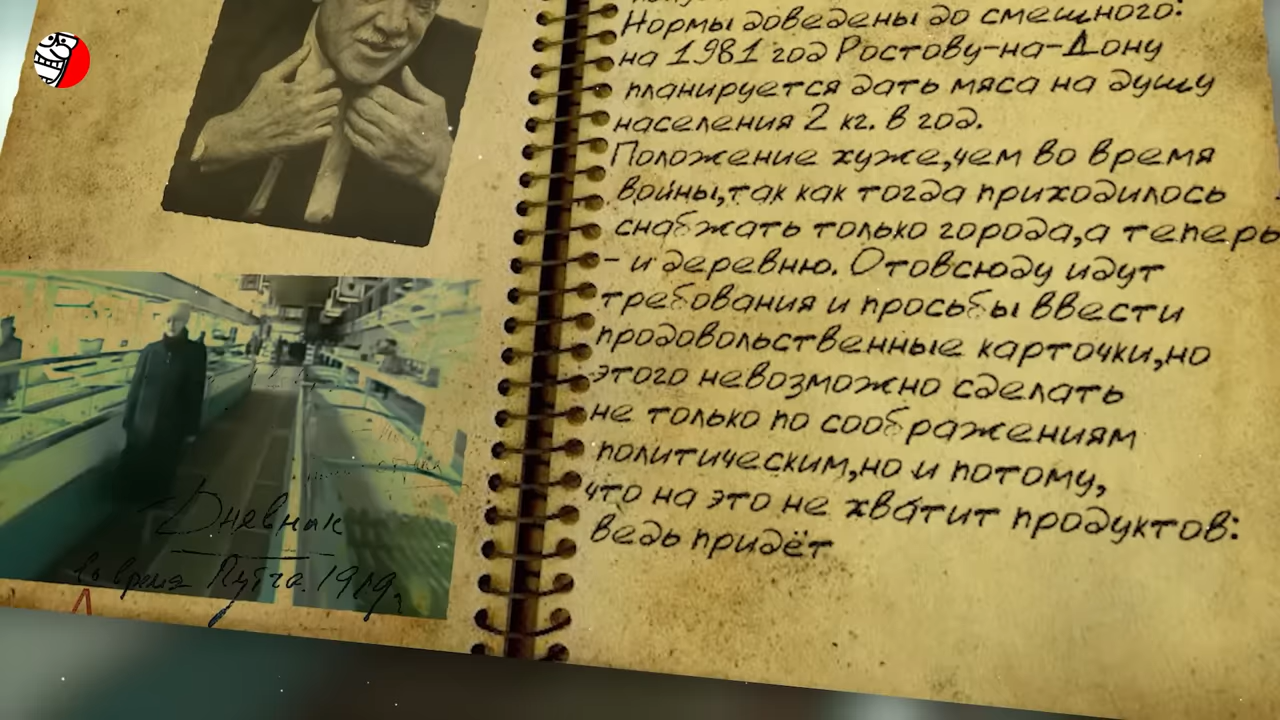 Нормы доведены до смешного:
на 1981 год Ростову-на-Дону
планируется дать мяса на душу
населения 2 кг. в год.
Положение хуже,чем во время
войны,так как тогда приходилось
снабжать только города,а теперь
- и деревню. Отовсюду идут
требования и просьбы ввести
продовольственные карточки,но
этого невозможно сделать
не только по соображениям
политическим,но и потому,
что на это не хватит продуктов:
ведь придёт
Дневник
во время Путча. 1919